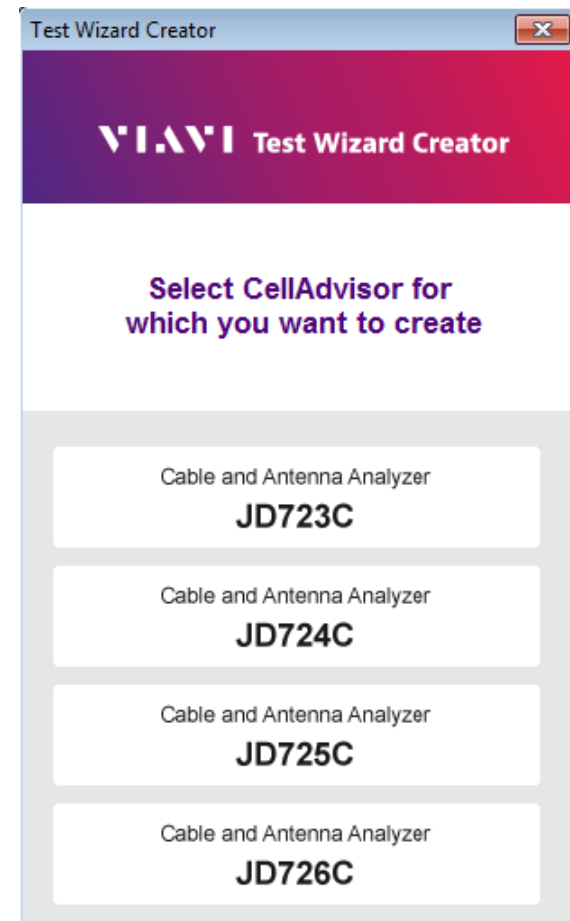 Test Wizard Creator
VIAVI Test Wizard Creator
Select CellAdvisor for
which you want to create
Cable and Antenna Analyzer
JD723C
Cable and Antenna Analyzer
JD724C
Cable and Antenna Analyzer
JD725C
Cable and Antenna Analyzer
JD726C